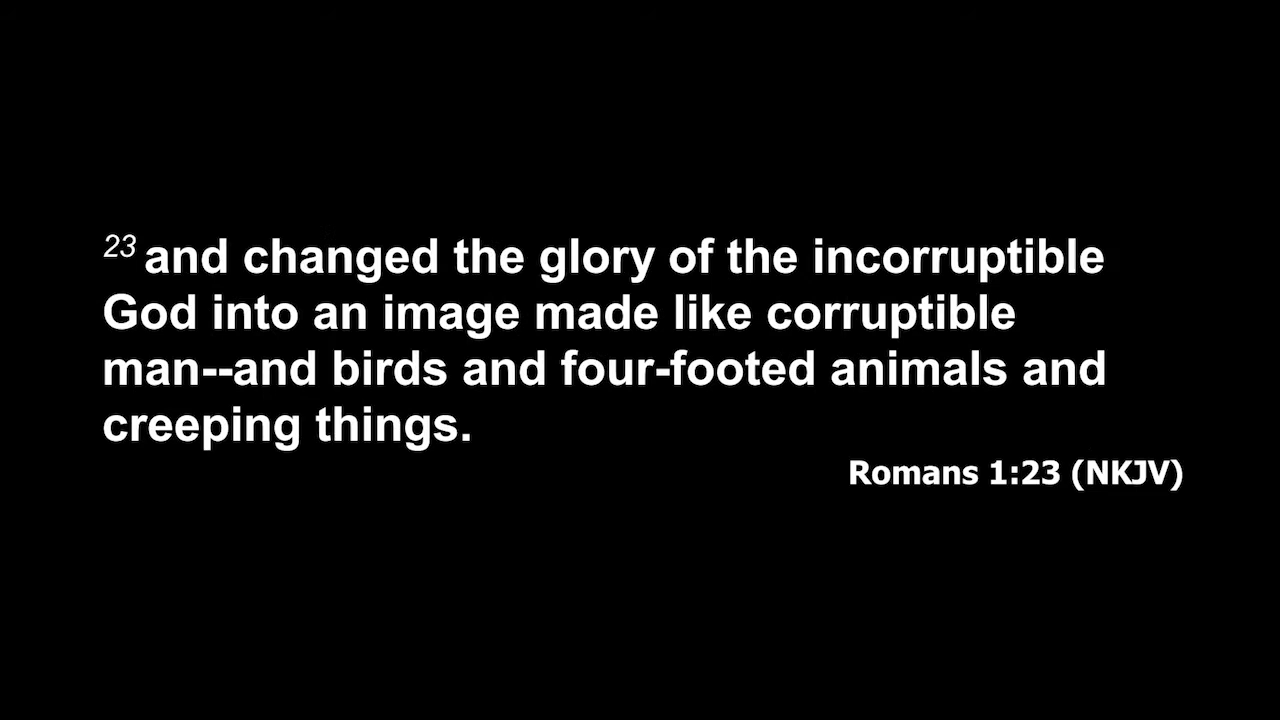 23 and changed the glory of the incorruptible
God into an image made like corruptible
man--and birds and four-footed animals and
creeping things.
Romans 1:23 (NKJV)